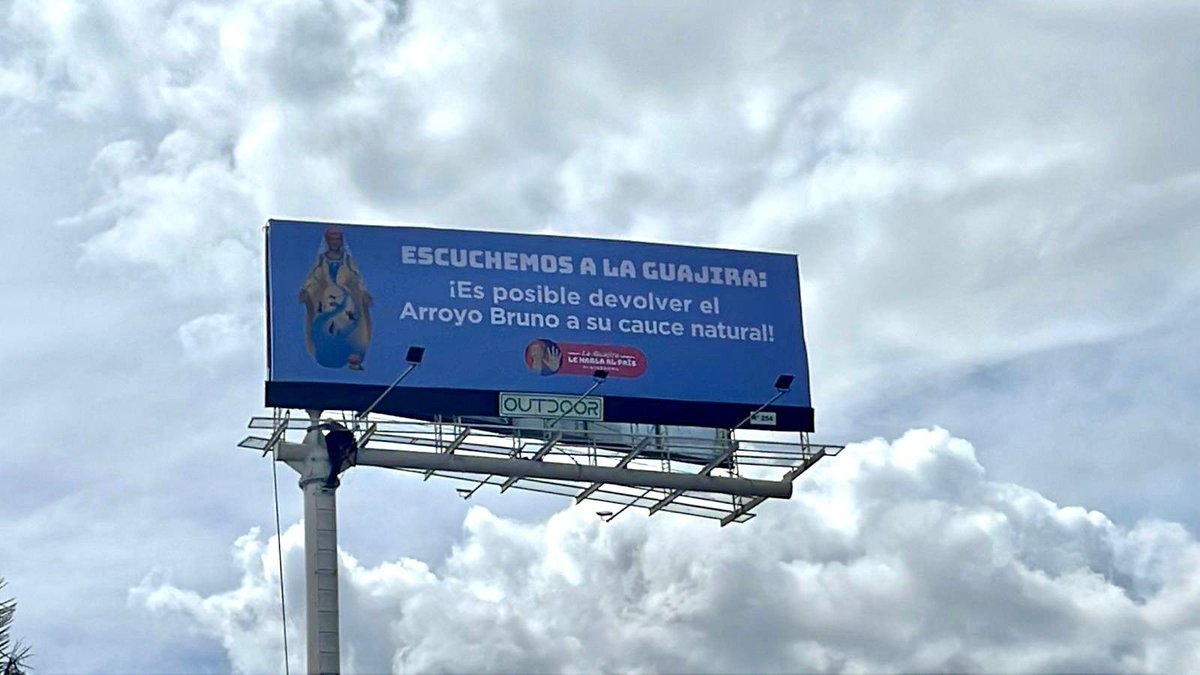 ESCUCHEMOS A LA GUAJIRA:
¡Es posible devolver el
Arroyo Bruno a su cauce natural!
La Guajira
LE HABLA AL PAÍS
OUTDOOR
N° 254